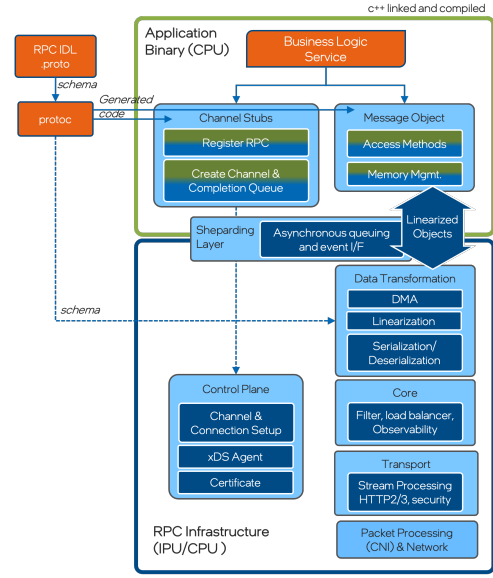 c++ linked and compiled
Application
Binary (CPU)
Business Logic
Service
RPC IDL
.proto
schema
protoc
Generated
code
Channel Stubs
Register RPC
Create Channel &
Completion Queue
Message Object
Access Methods
Memory Mgmt.
Linearized
Objects
Sheparding
Layer
Asynchronous queuing
and event I/F
schema
Data Transformation
DMA
Linearization
Serialization/
Deserialization
Control Plane
Channel &
Connection Setup
xDS Agent
Certificate
Core
Filter, load balancer,
Observability
Transport
Stream Processing
HTTP2/3, security
Packet Processing
(CNI) & Network
RPC Infrastructure
(IPU/CPU )